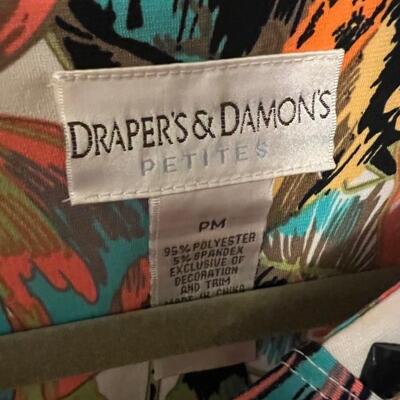 DRAPER'S & DAMON'S
PETITES
PM
95% POLYESTER
5% SPANDEX
EXCLUSIVE OF
DECORATION
AND TRIM
MADE IN CHINA